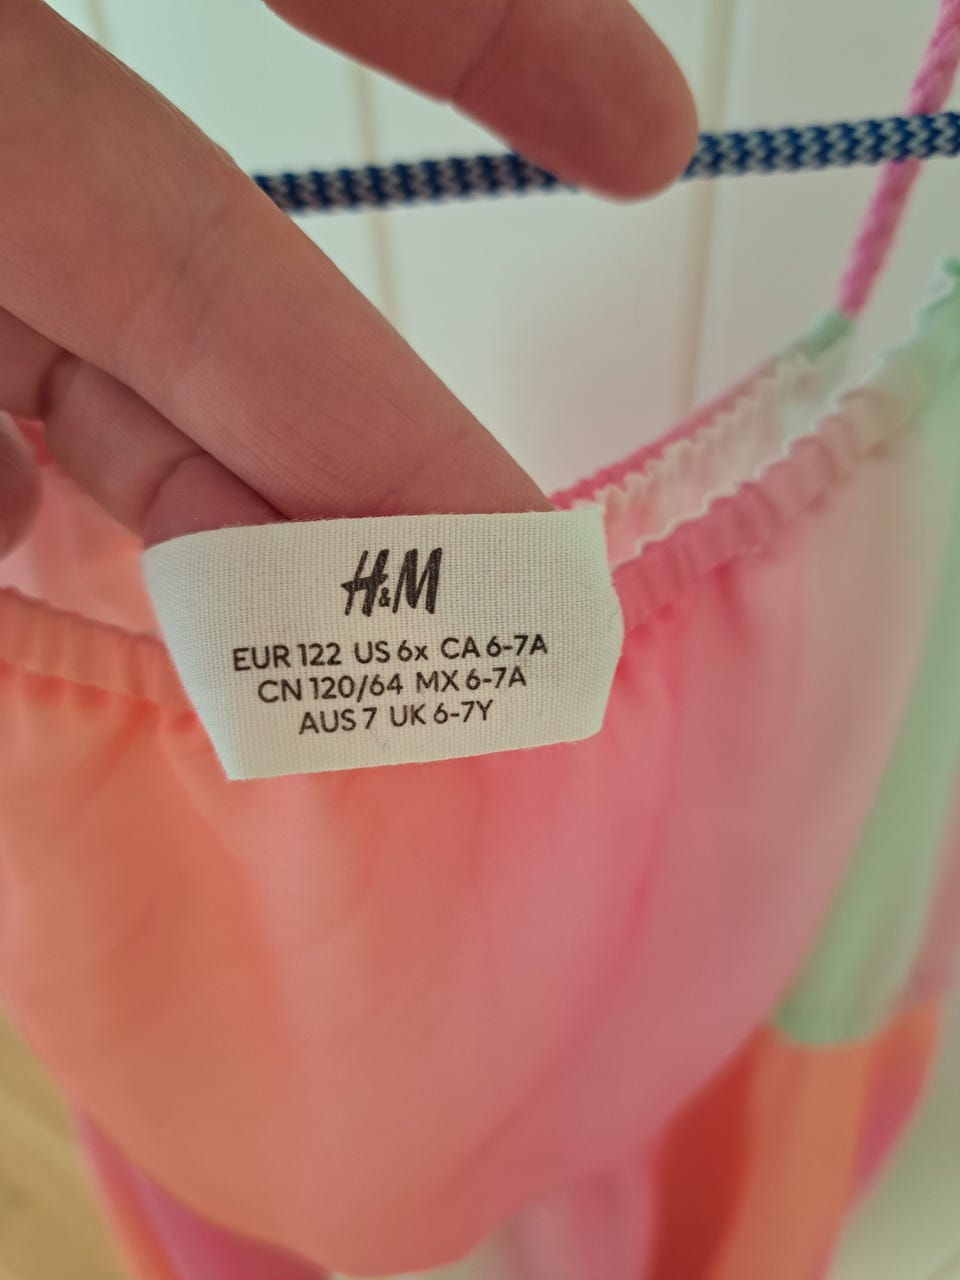 H&M
EUR 122 US 6x CA 6-7A
CN 120/64 MX 6-7A
AUS 7 UK 6-7Y